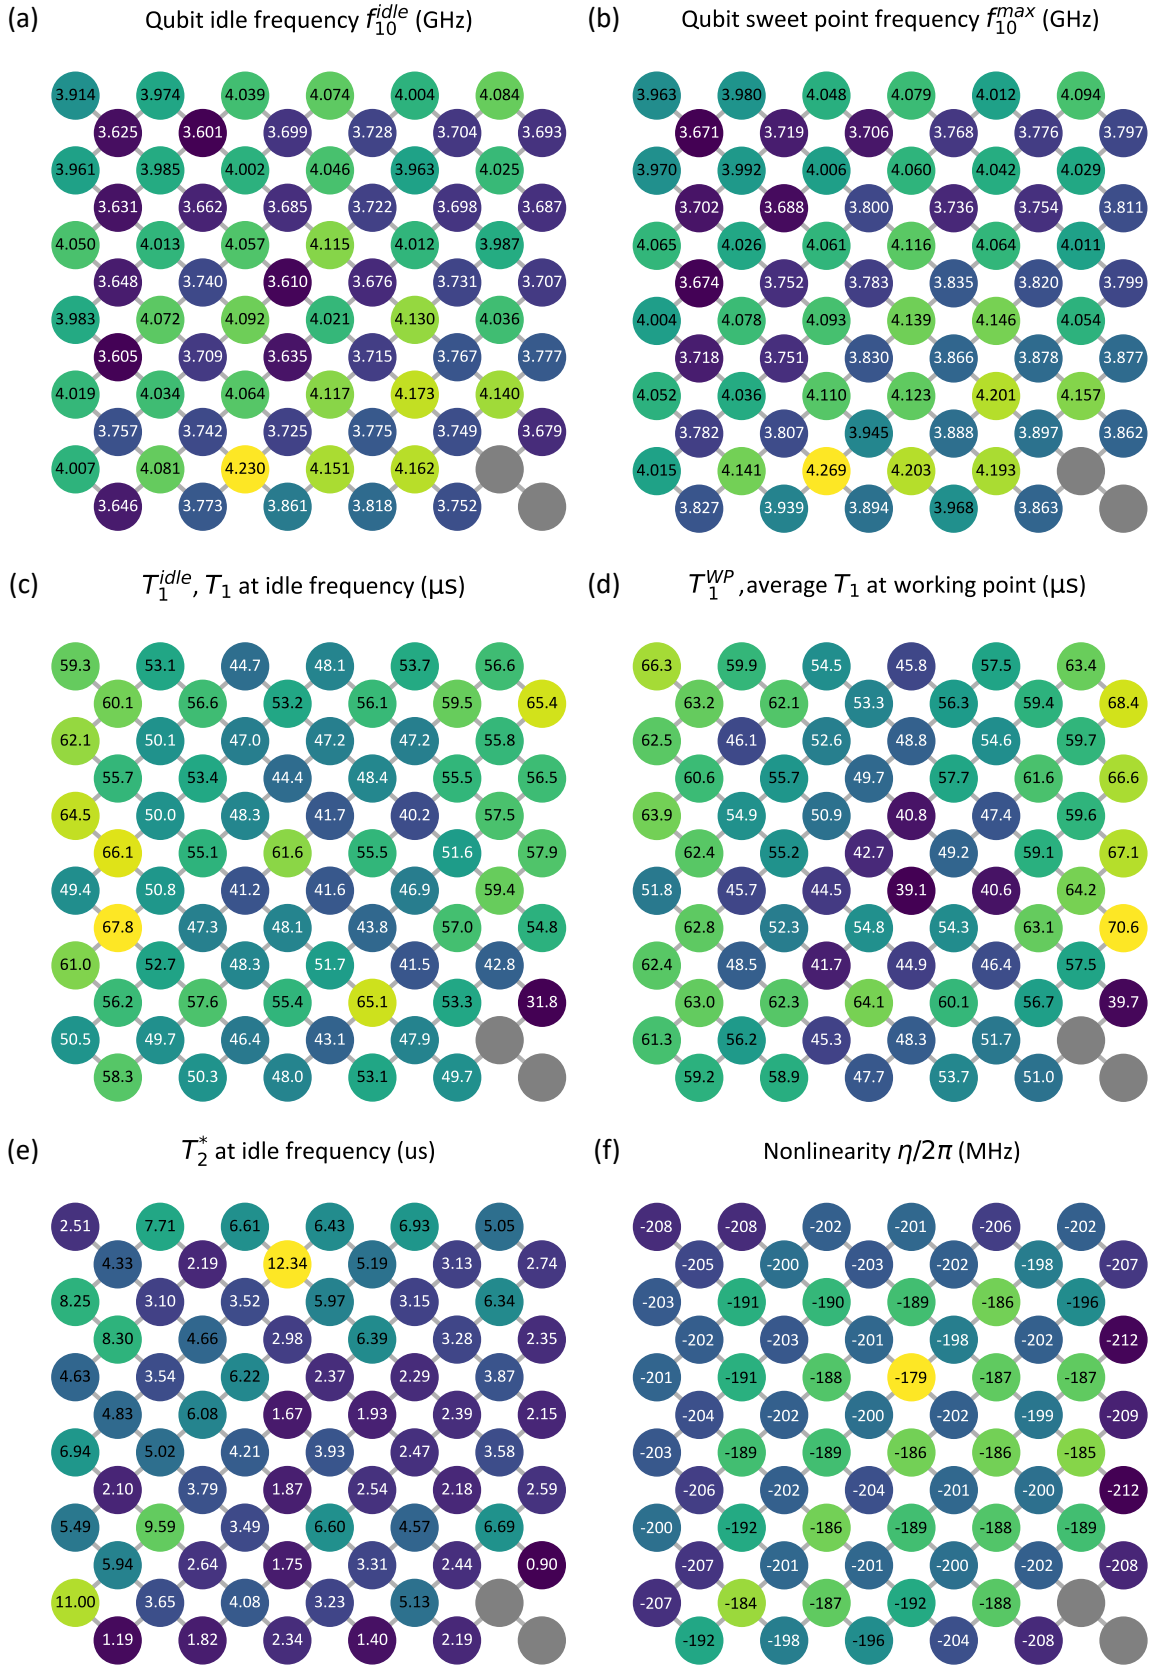 (a) Qubit idle frequency f₁₀^idle (GHz)
3.914 3.974 4.039 4.074 4.004 4.084
3.625 3.601 3.699 3.728 3.704 3.693
3.961 3.985 4.002 4.046 3.963 4.025
3.631 3.662 3.685 3.722 3.698 3.687
4.050 4.013 4.057 4.115 4.012 3.987
3.648 3.740 3.610 3.676 3.731 3.707
3.983 4.072 4.092 4.021 4.130 4.036
3.605 3.709 3.635 3.715 3.767 3.777
4.019 4.034 4.064 4.117 4.173 4.140
3.757 3.742 3.725 3.775 3.749 3.679
4.007 4.081 4.230 4.151 4.162
3.646 3.773 3.861 3.818 3.752
(b) Qubit sweet point frequency f₁₀^max (GHz)
3.963 3.980 4.048 4.079 4.012 4.094
3.671 3.719 3.706 3.768 3.776 3.797
3.970 3.992 4.006 4.060 4.042 4.029
3.702 3.688 3.800 3.736 3.754 3.811
4.065 4.026 4.061 4.116 4.064 4.011
3.674 3.752 3.783 3.835 3.820 3.799
4.004 4.078 4.093 4.139 4.146 4.054
3.718 3.751 3.830 3.866 3.878 3.877
4.052 4.036 4.110 4.123 4.201 4.157
3.782 3.807 3.945 3.888 3.897 3.862
4.015 4.141 4.269 4.203 4.193
3.827 3.939 3.894 3.968 3.863
(c) T₁^idle, T₁ at idle frequency (μs)
59.3 53.1 44.7 48.1 53.7 56.6
60.1 56.6 53.2 56.1 59.5 65.4
62.1 50.1 47.0 47.2 47.2 55.8
55.7 53.4 44.4 48.4 55.5 56.5
64.5 50.0 48.3 41.7 40.2 57.5
66.1 55.1 61.6 55.5 51.6 57.9
49.4 50.8 41.2 41.6 46.9 59.4
67.8 47.3 48.1 43.8 57.0 54.8
61.0 52.7 48.3 51.7 41.5 42.8
56.2 57.6 55.4 65.1 53.3 31.8
50.5 49.7 46.4 43.1 47.9
58.3 50.3 48.0 53.1 49.7
(d) T₁^WP, average T₁ at working point (μs)
66.3 59.9 54.5 45.8 57.5 63.4
63.2 62.1 53.3 56.3 59.4 68.4
62.5 46.1 52.6 48.8 54.6 59.7
60.6 55.7 49.7 57.7 61.6 66.6
63.9 54.9 50.9 40.8 47.4 59.6
62.4 55.2 42.7 49.2 59.1 67.1
51.8 45.7 44.5 39.1 40.6 64.2
62.8 52.3 54.8 54.3 63.1 70.6
62.4 48.5 41.7 44.9 46.4 57.5
63.0 62.3 64.1 60.1 56.7 39.7
61.3 56.2 45.3 48.3 51.7
59.2 58.9 47.7 53.7 51.0
(e) T₂^* at idle frequency (us)
2.51 7.71 6.61 6.43 6.93 5.05
4.33 2.19 12.34 5.19 3.13 2.74
8.25 3.10 3.52 5.97 3.15 6.34
8.30 4.66 2.98 6.39 3.28 2.35
4.63 3.54 6.22 2.37 2.29 3.87
4.83 6.08 1.67 1.93 2.39 2.15
6.94 5.02 4.21 3.93 2.47 3.58
2.10 3.79 1.87 2.54 2.18 2.59
5.49 9.59 3.49 6.60 4.57 6.69
5.94 2.64 1.75 3.31 2.44 0.90
11.00 3.65 4.08 3.23 5.13
1.19 1.82 2.34 1.40 2.19
(f) Nonlinearity η/2π (MHz)
-208 -208 -202 -201 -206 -202
-205 -200 -203 -202 -198 -207
-203 -191 -190 -189 -186 -196
-202 -203 -201 -198 -202 -212
-201 -191 -188 -179 -187 -187
-204 -202 -200 -202 -199 -209
-203 -189 -189 -186 -186 -185
-206 -202 -204 -201 -200 -212
-200 -192 -186 -189 -188 -189
-207 -201 -201 -200 -202 -208
-207 -184 -187 -192 -188
-192 -198 -196 -204 -208